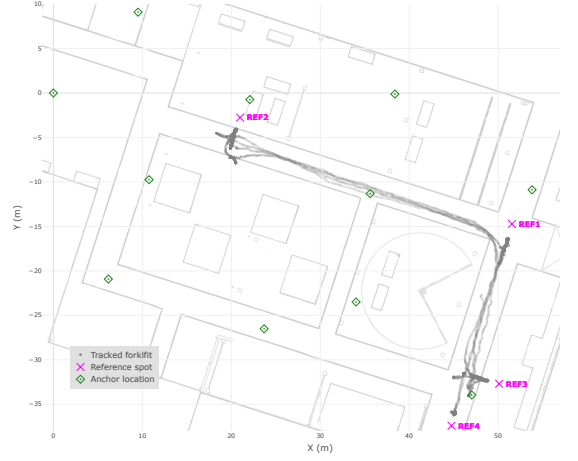 10
5
0
−5
−10
−15
−20
−25
−30
−35
Y (m)
REF2
REF1
REF3
REF4
Tracked forklfit
Reference spot
Anchor location
0
10
20
30
40
50
X (m)